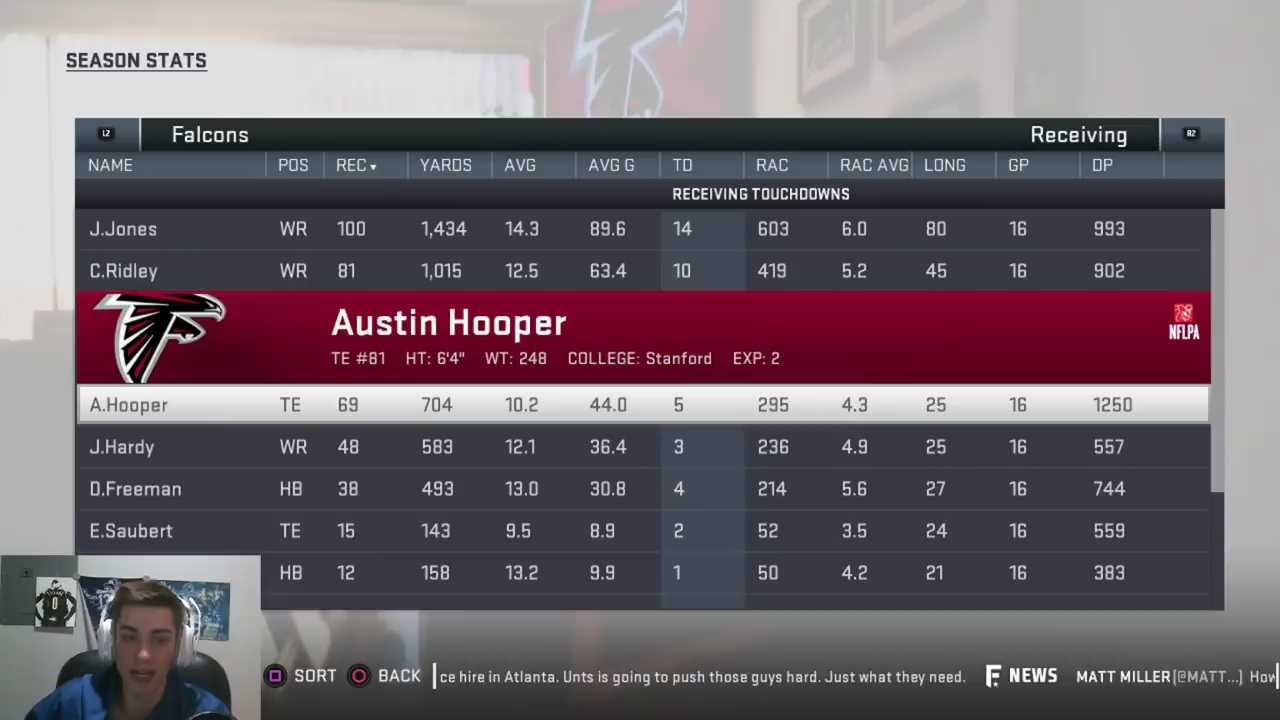 SEASON STATS
L2 Falcons Receiving R2
NAME POS REC YARDS AVG AVG G TD RAC RAC AVG LONG GP DP
RECEIVING TOUCHDOWNS
J.Jones WR 100 1,434 14.3 89.6 14 603 6.0 80 16 993
C.Ridley WR 81 1,015 12.5 63.4 10 419 5.2 45 16 902
Austin Hooper
TE #81 HT: 6'4" WT: 248 COLLEGE: Stanford EXP: 2
NFLPA
A.Hooper TE 69 704 10.2 44.0 5 295 4.3 25 16 1250
J.Hardy WR 48 583 12.1 36.4 3 236 4.9 25 16 557
D.Freeman HB 38 493 13.0 30.8 4 214 5.6 27 16 744
E.Saubert TE 15 143 9.5 8.9 2 52 3.5 24 16 559
HB 12 158 13.2 9.9 1 50 4.2 21 16 383
SORT BACK ce hire in Atlanta. Unts is going to push those guys hard. Just what they need. F NEWS MATT MILLER(@MATT...) How